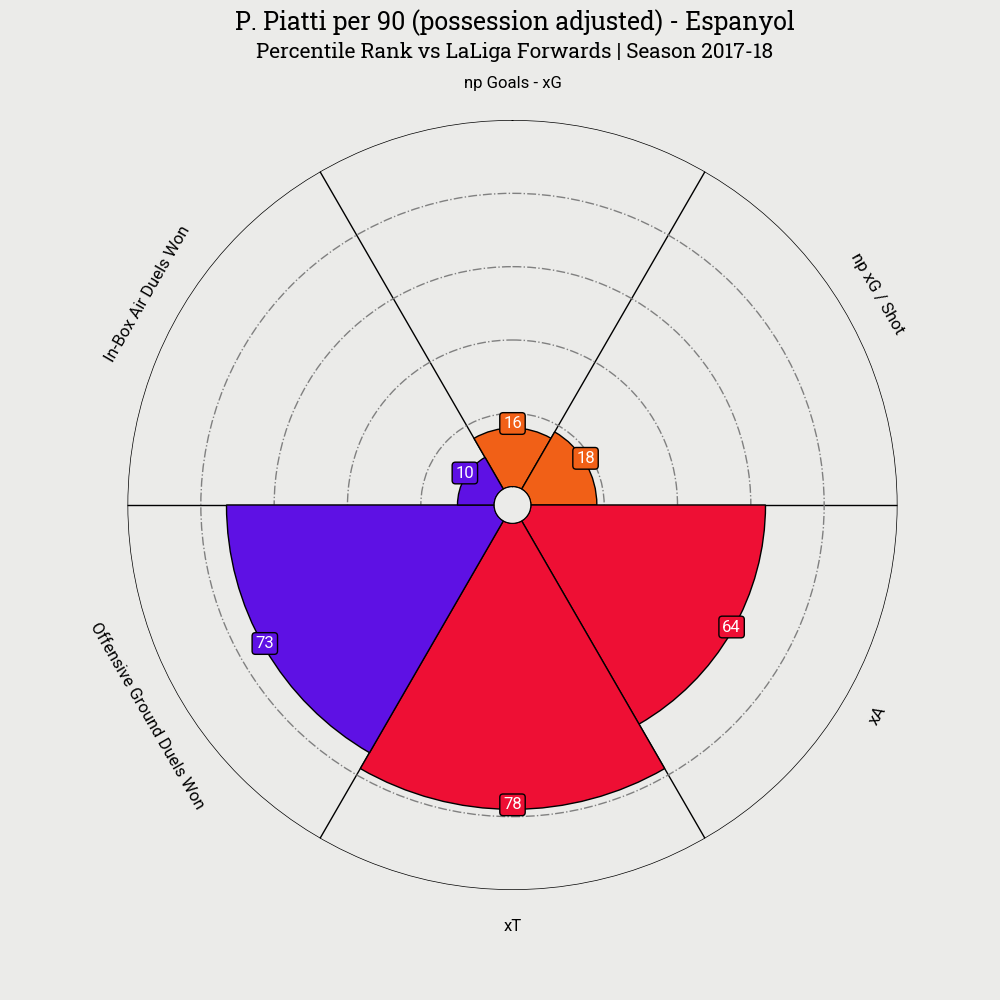 P. Piatti per 90 (possession adjusted) - Espanyol
Percentile Rank vs LaLiga Forwards | Season 2017-18
np Goals - xG
np xG / Shot
xA
xT
Offensive Ground Duels Won
In-Box Air Duels Won
16
18
64
78
73
10